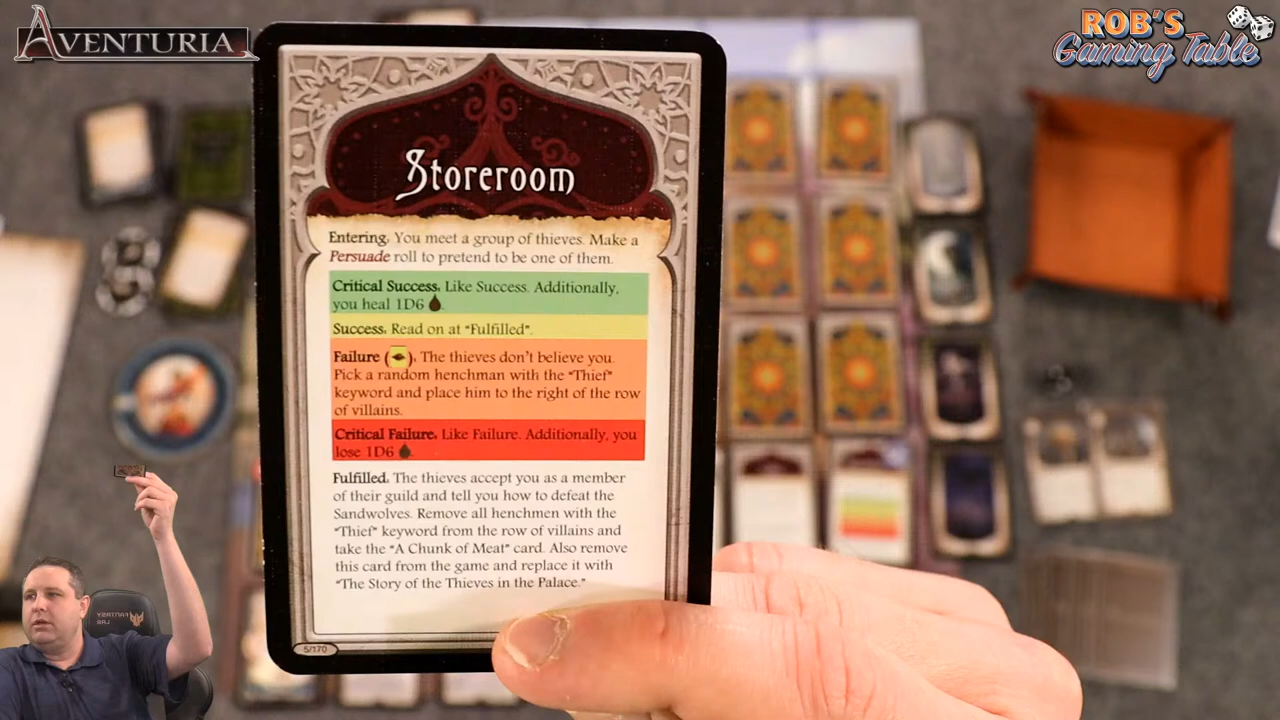 AVENTURIA
ROB'S
Gaming Table
Storeroom
Entering. You meet a group of thieves. Make a
Persuade roll to pretend to be one of them.
Critical Success. Like Success. Additionally,
you heal 1D6
Success. Read on at “Fulfilled”.
Failure ( ). The thieves don't believe you.
Pick a random henchman with the “Thief”
keyword and place him to the right of the row
of villains.
Critical Failure. Like Failure. Additionally, you
lose 1D6 .
Fulfilled. The thieves accept you as a member
of their guild and tell you how to defeat the
Sandwolves. Remove all henchmen with the
“Thief” keyword from the row of villains and
take the “A Chunk of Meat” card. Also remove
this card from the game and replace it with
“The Story of the Thieves in the Palace.”
5/170
FANTASY
LAB